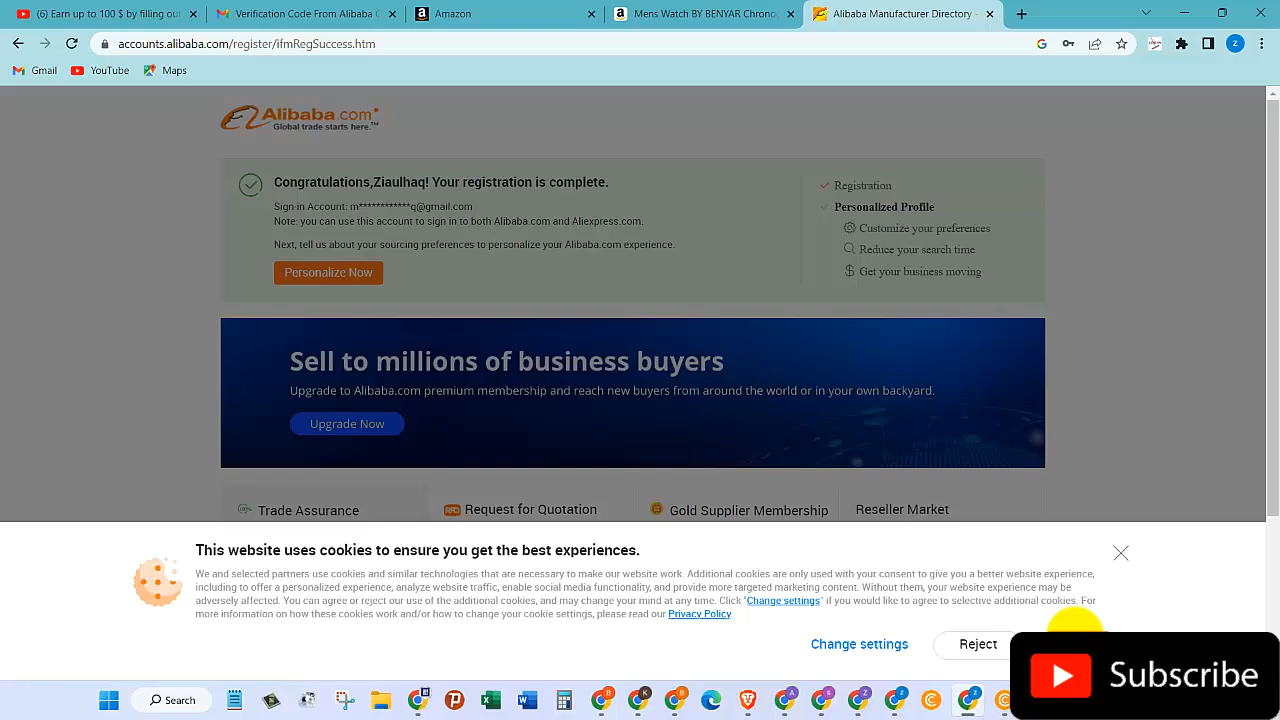 (6) Earn up to 100 $ by filling out
Verification Code From Alibaba C
Amazon
Mens Watch BY BENYAR Chrono
Alibaba Manufacturer Directory -
accounts.alibaba.com/register/ifmRegSuccess.htm
Gmail
YouTube
Maps
Alibaba.com
Global trade starts here.™
Congratulations,Ziaulhaq! Your registration is complete.
Sign-in Account: m************q@gmail.com
Note: you can use this account to sign in to both Alibaba.com and Aliexpress.com.
Next, tell us about your sourcing preferences to personalize your Alibaba.com experience.
Personalize Now
Registration
Personalized Profile
Customize your preferences
Reduce your search time
Get your business moving
Sell to millions of business buyers
Upgrade to Alibaba.com premium membership and reach new buyers from around the world or in your own backyard.
Upgrade Now
Trade Assurance
Request for Quotation
Gold Supplier Membership
Reseller Market
This website uses cookies to ensure you get the best experiences.
We and selected partners use cookies and similar technologies that are necessary to make our website work. Additional cookies are only used with your consent to give you a better website experience,
including to offer a personalized experience, analyze website traffic, enable social media functionality, and provide more targeted marketing content. Without them, your website experience may be
adversely affected. You can agree or reject our use of the additional cookies, and may change your mind at any time. Click "Change settings" if you would like to agree to selective additional cookies. For
more information on how these cookies work and/or how to change your cookie settings, please read our Privacy Policy.
Change settings
Reject
Subscribe
Search